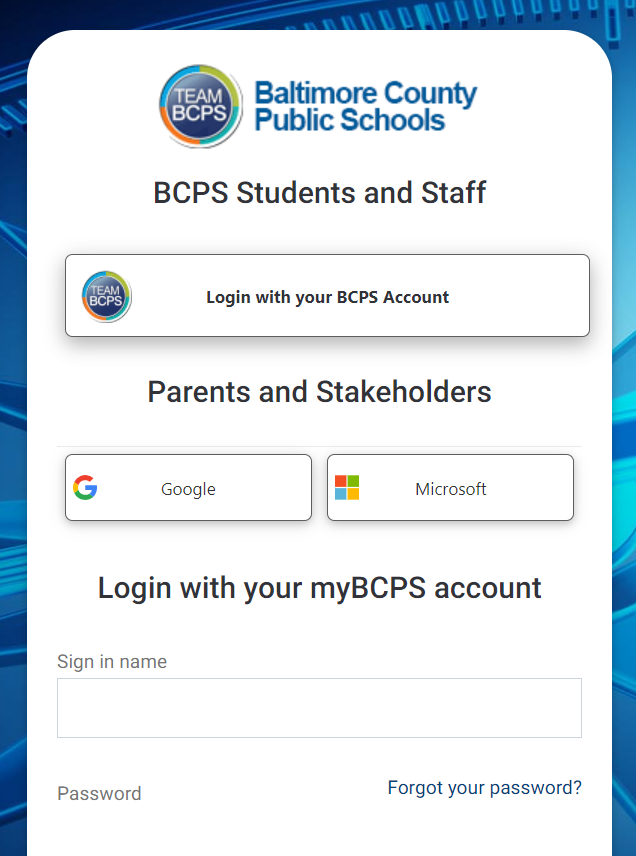 TEAM
BCPS
Baltimore County
Public Schools
BCPS Students and Staff
TEAM
BCPS
Login with your BCPS Account
Parents and Stakeholders
Google
Microsoft
Login with your myBCPS account
Sign in name
Forgot your password?
Password